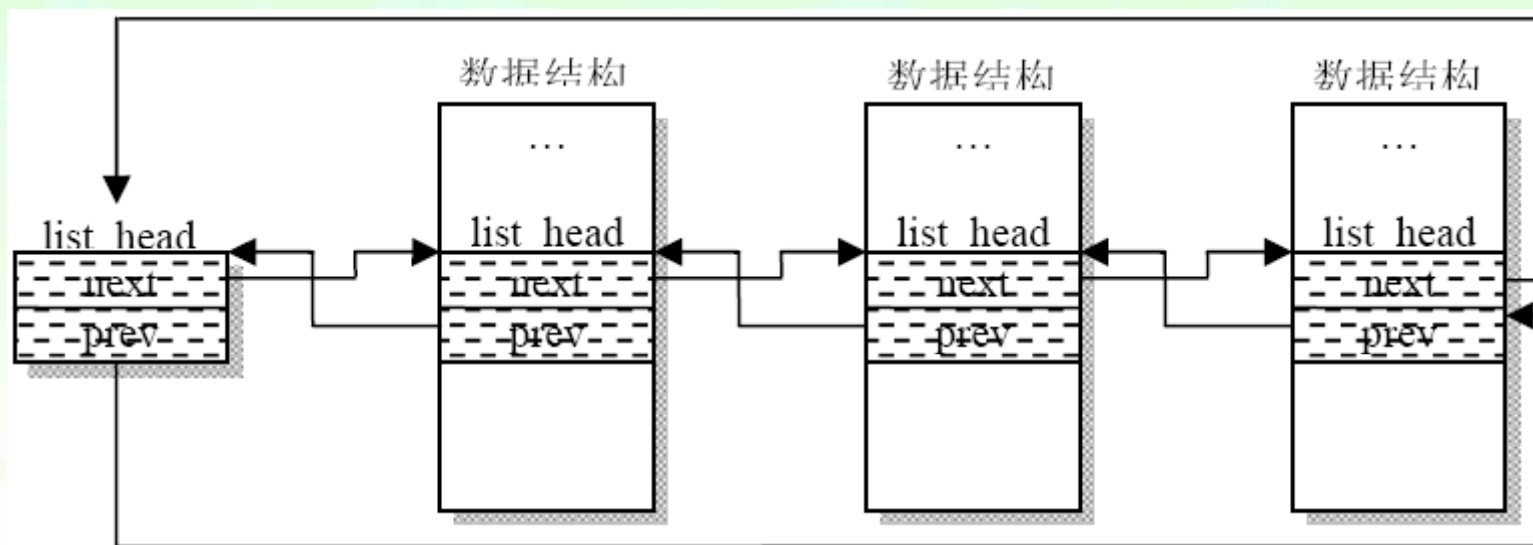 数据结构 数据结构 数据结构
… … …
list_head list_head list_head list_head
next next next next
prev prev prev prev